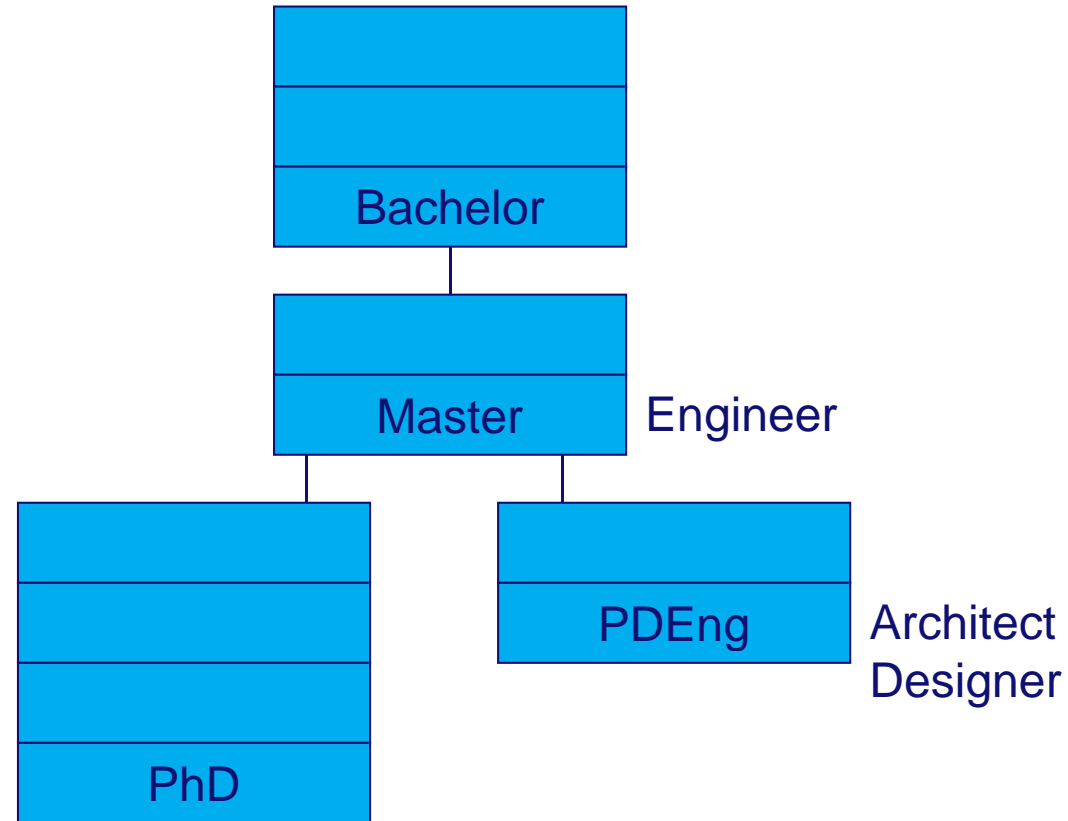 Bachelor
Master
Engineer
PDEng
Architect
Designer
PhD